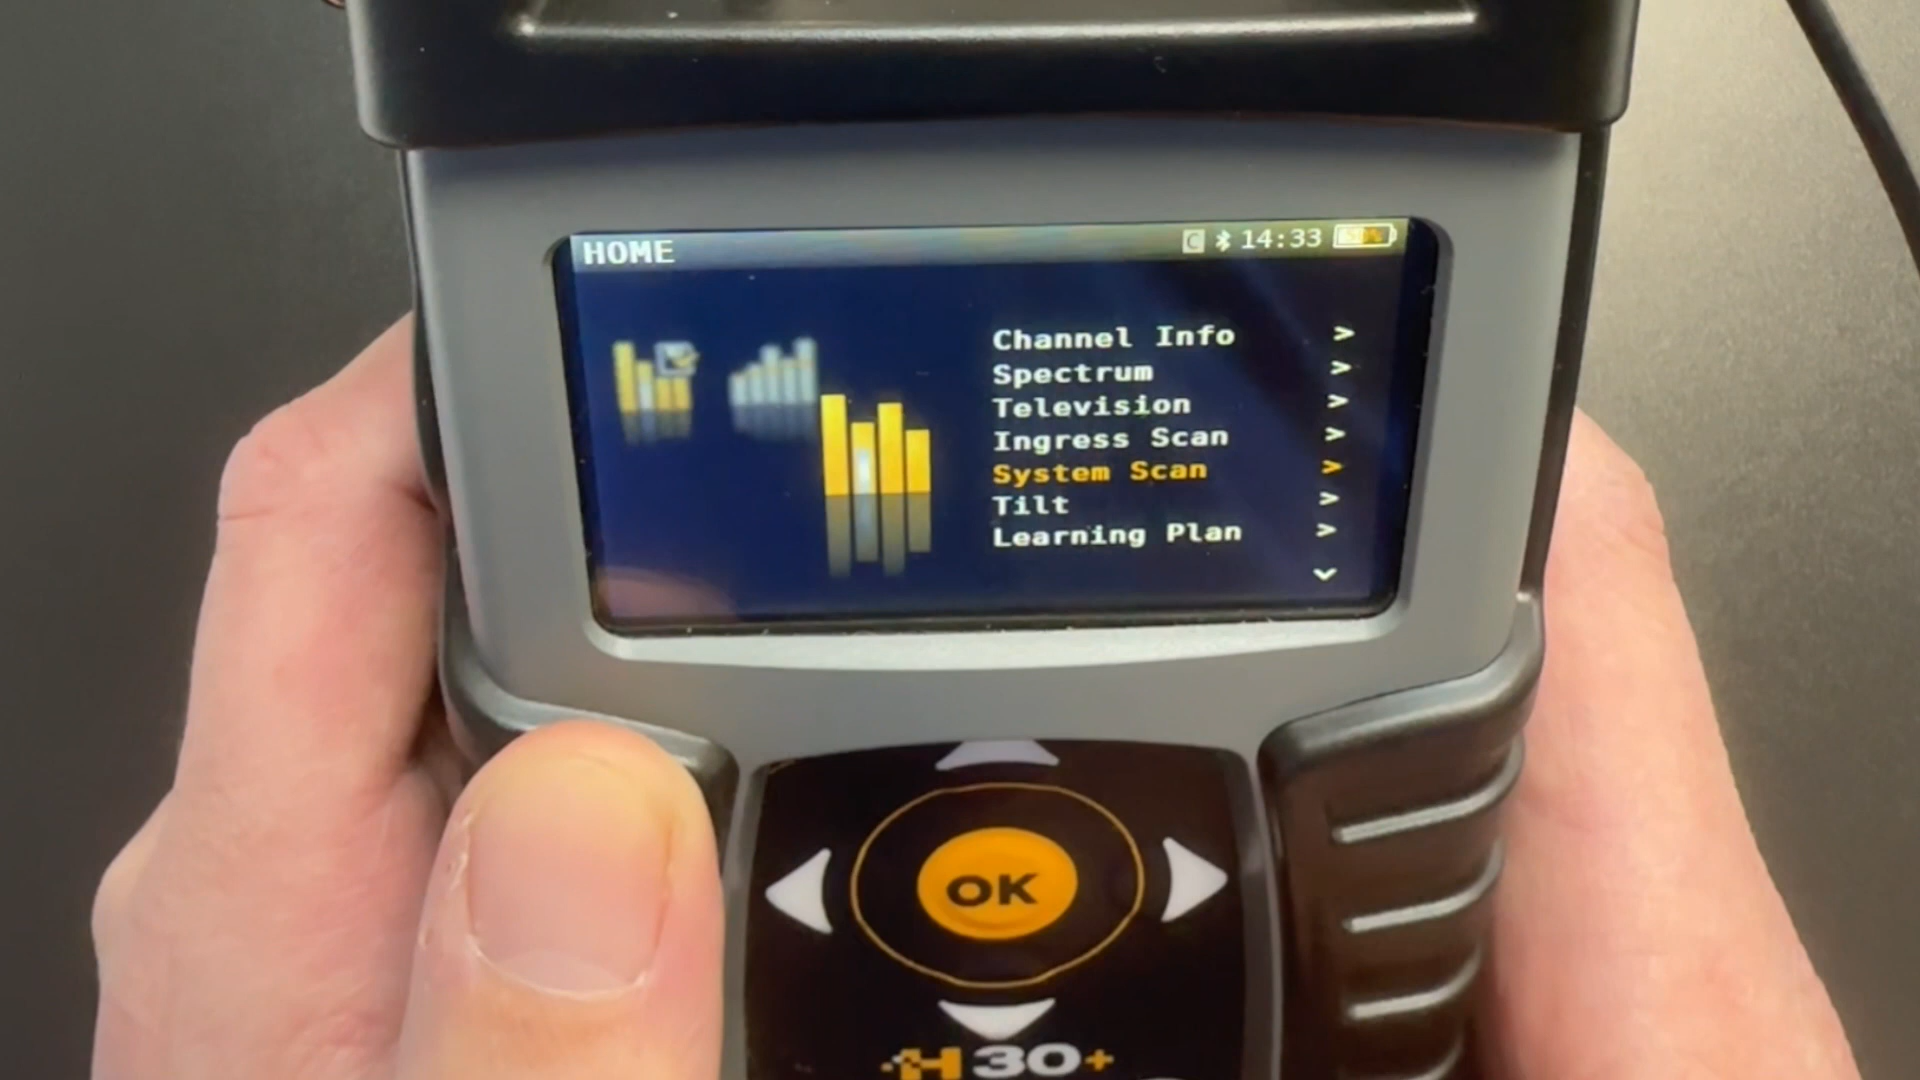 HOME C 14:33
Channel Info >
Spectrum >
Television >
Ingress Scan >
System Scan >
Tilt >
Learning Plan >
OK
H30+